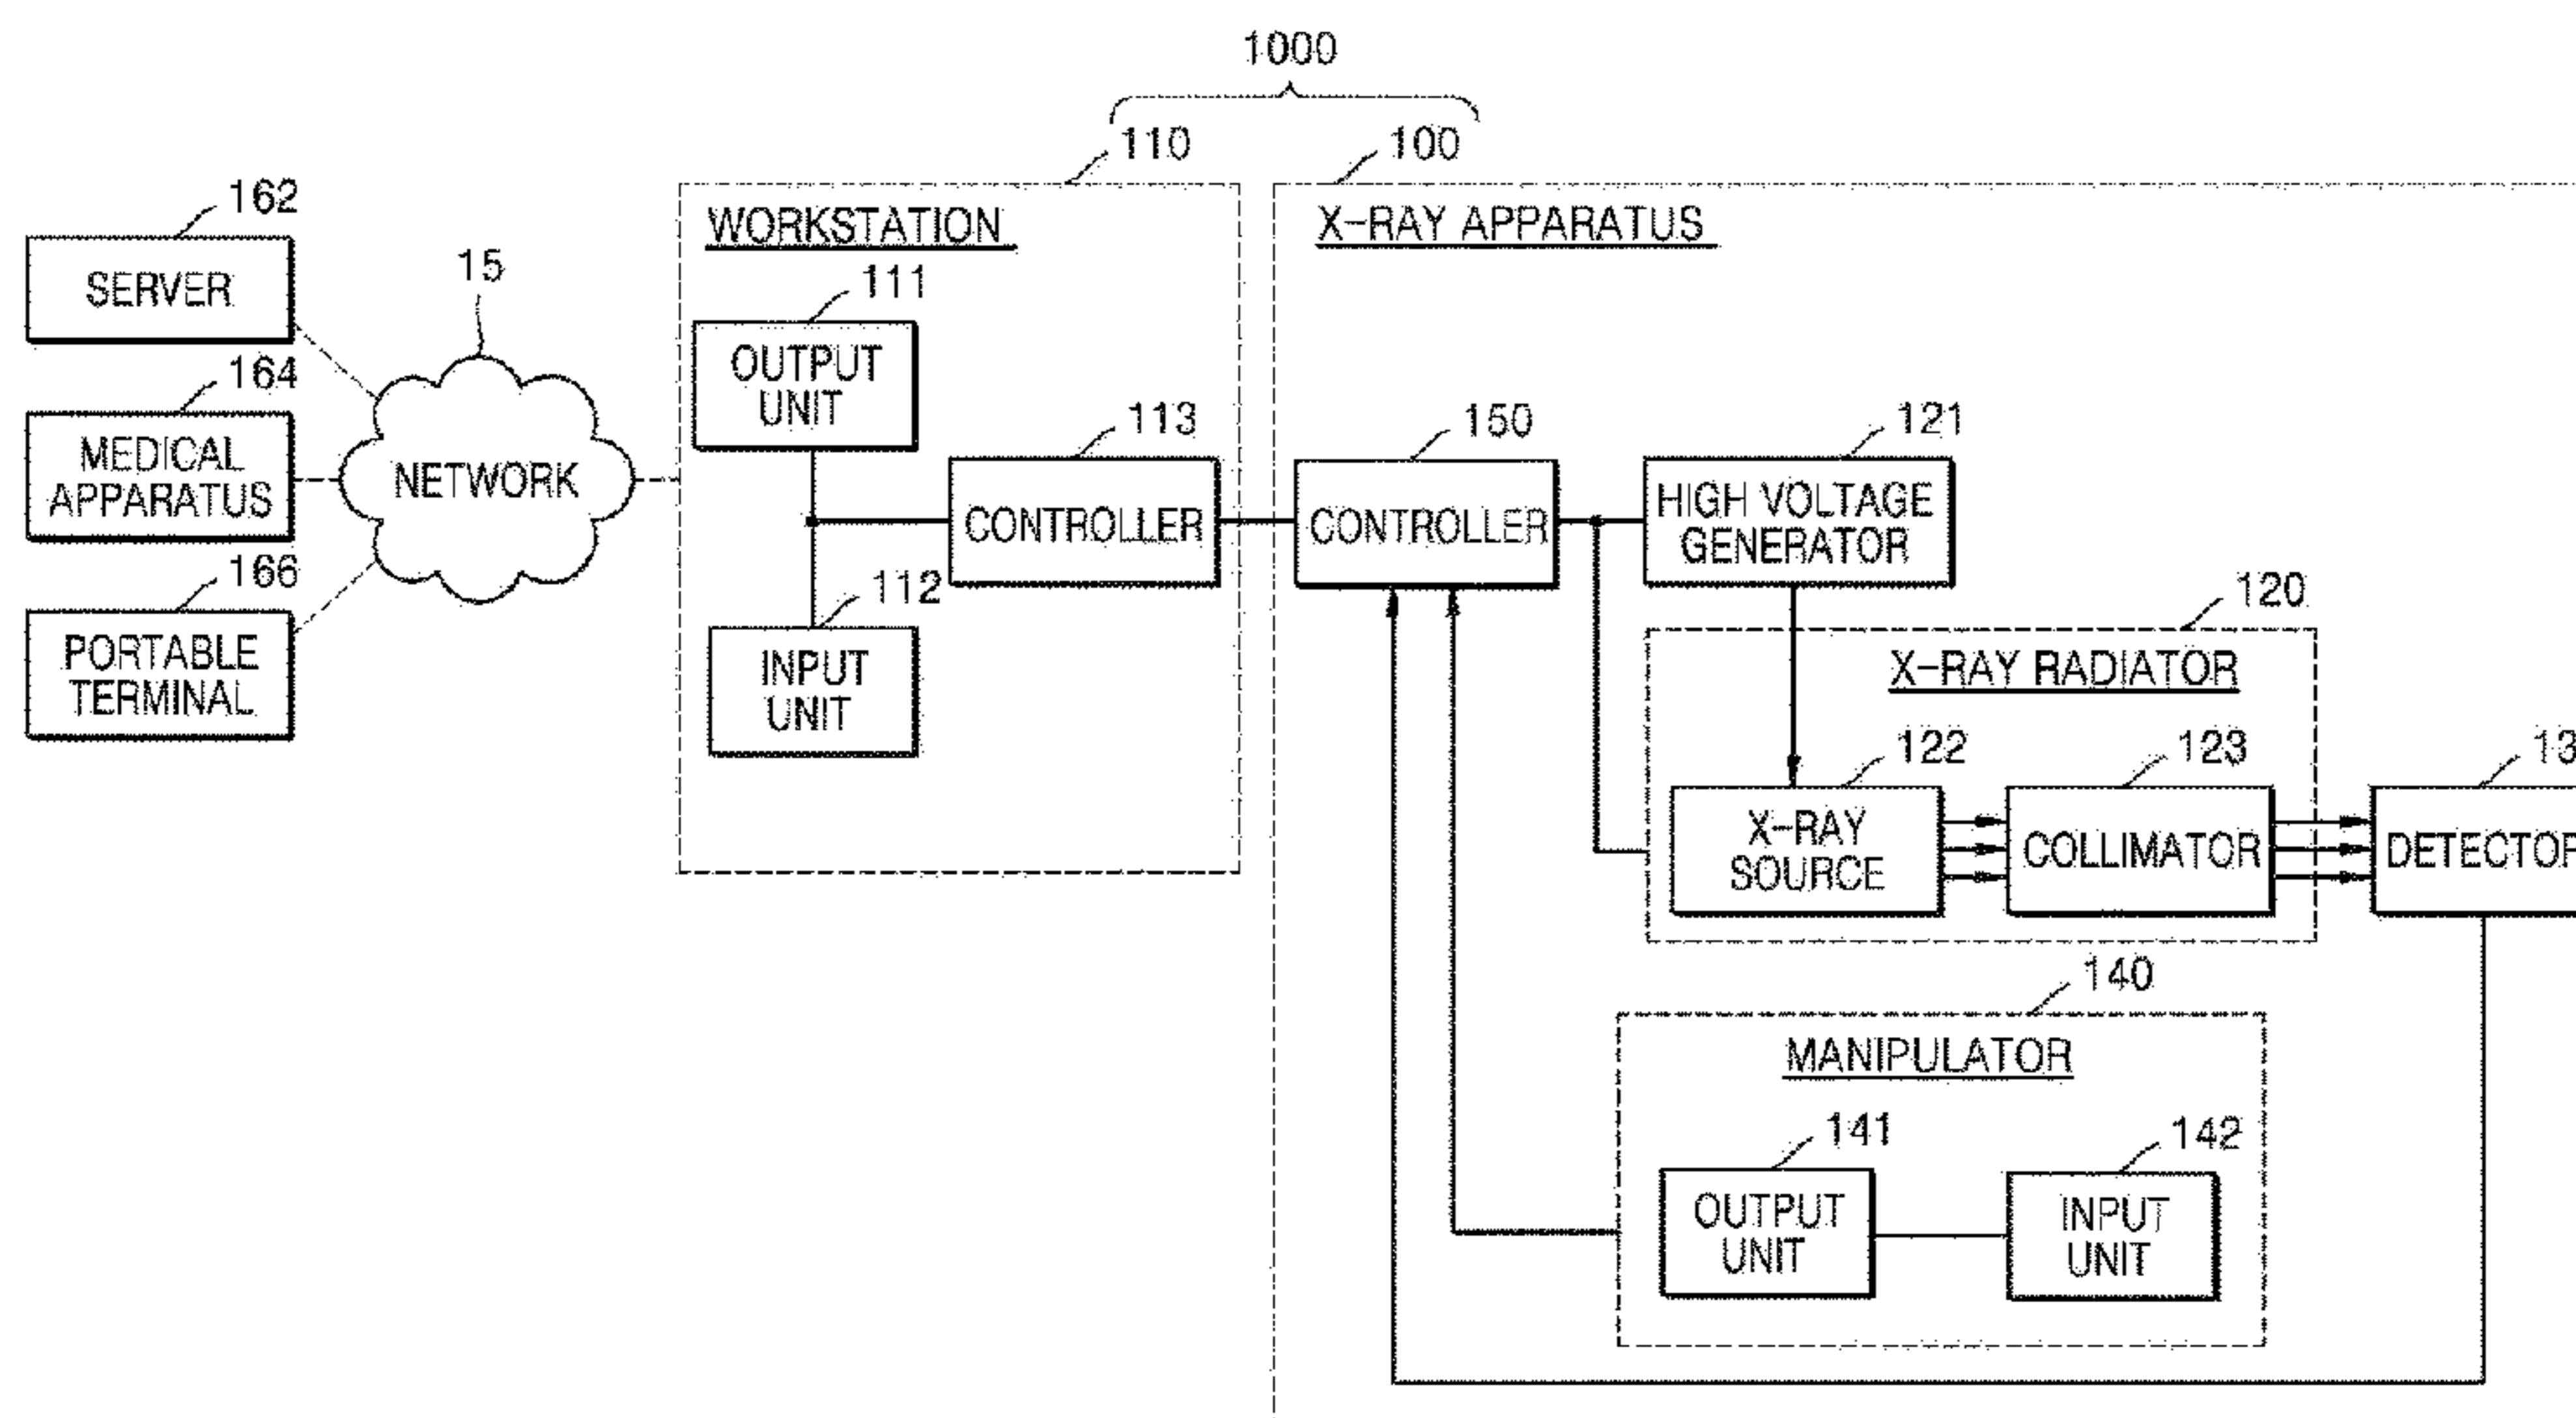 1000
110
100
162
WORKSTATION
X-RAY APPARATUS
SERVER
15
111
OUTPUT
UNIT
164
MEDICAL
APPARATUS
NETWORK
113
CONTROLLER
150
CONTROLLER
121
HIGH VOLTAGE
GENERATOR
166
PORTABLE
TERMINAL
112
INPUT
UNIT
120
X-RAY RADIATOR
122
X-RAY
SOURCE
123
COLLIMATOR
13
DETECTOR
140
MANIPULATOR
141
OUTPUT
UNIT
142
INPUT
UNIT